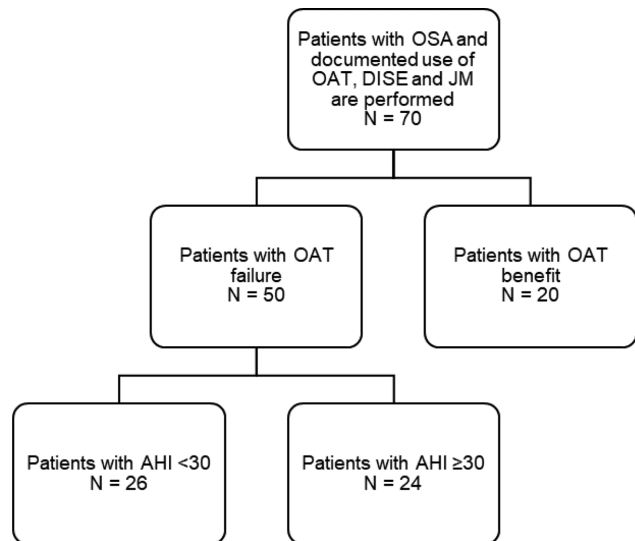 Patients with OSA and
documented use of
OAT, DISE and JM
are performed
N = 70
Patients with OAT
failure
N = 50
Patients with OAT
benefit
N = 20
Patients with AHI <30
N = 26
Patients with AHI ≥30
N = 24